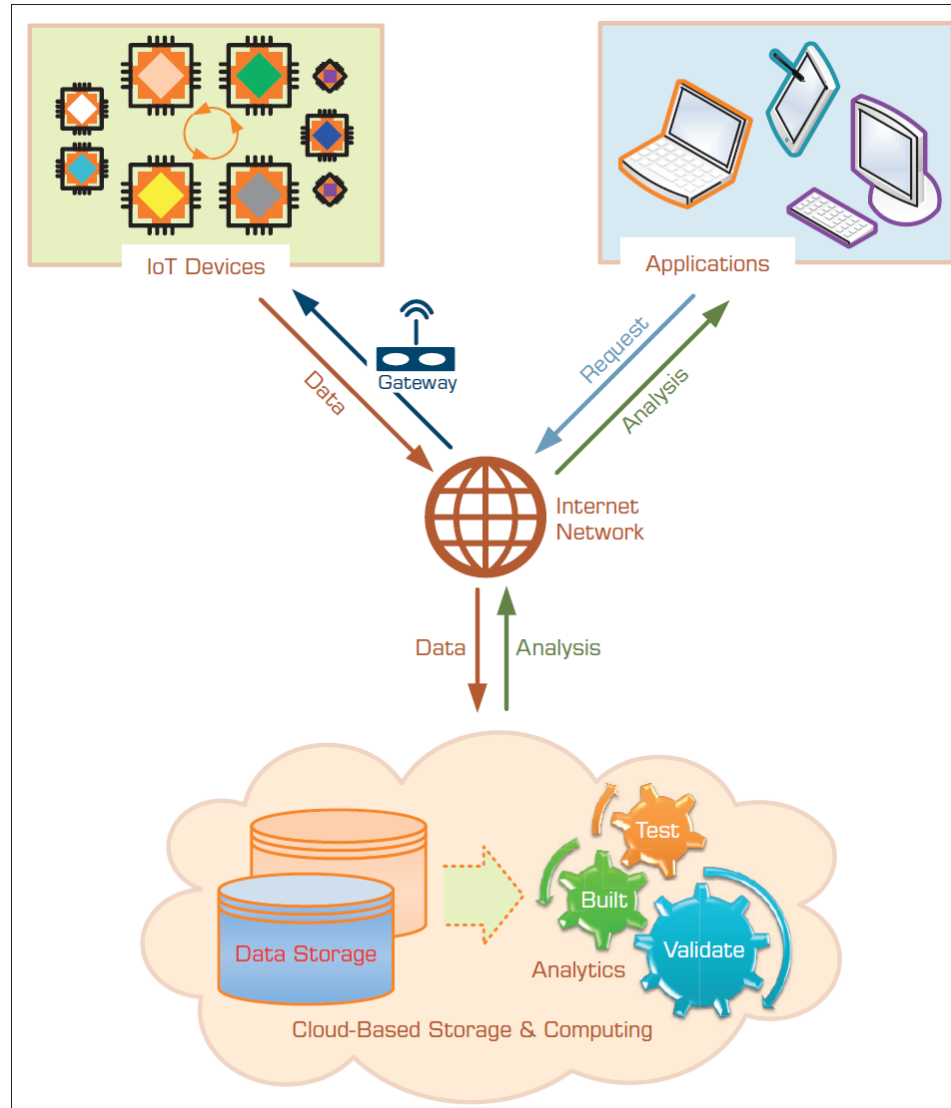 IoT Devices
Applications
Gateway
Data
Request
Analysis
Internet
Network
Data
Analysis
Test
Built
Validate
Data Storage
Analytics
Cloud-Based Storage & Computing